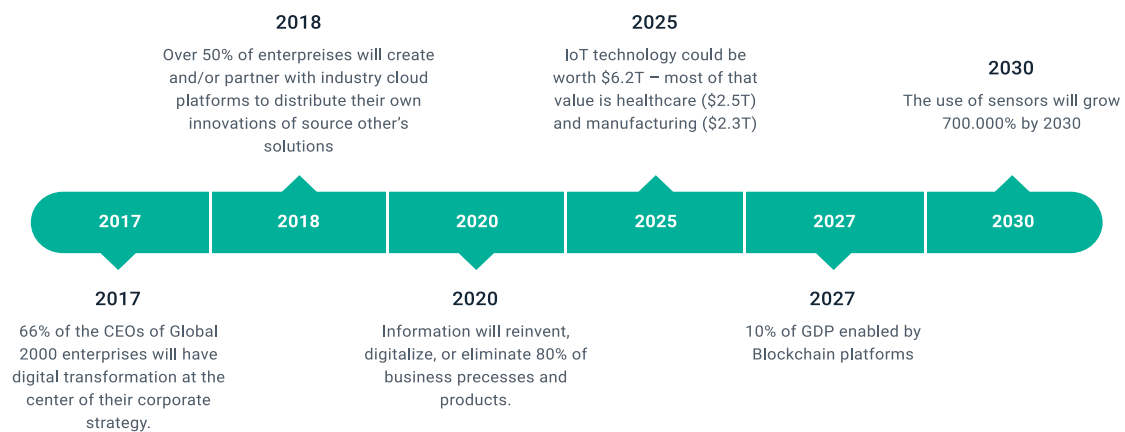 2018
Over 50% of enterpreises will create
and/or partner with industry cloud
platforms to distribute their own
innovations of source other's
solutions
2025
IoT technology could be
worth $6.2T – most of that
value is healthcare ($2.5T)
and manufacturing ($2.3T)
2030
The use of sensors will grow
700.000% by 2030
2017
2018
2020
2025
2027
2030
2017
66% of the CEOs of Global
2000 enterprises will have
digital transformation at the
center of their corporate
strategy.
2020
Information will reinvent,
digitalize, or eliminate 80% of
business precesses and
products.
2027
10% of GDP enabled by
Blockchain platforms